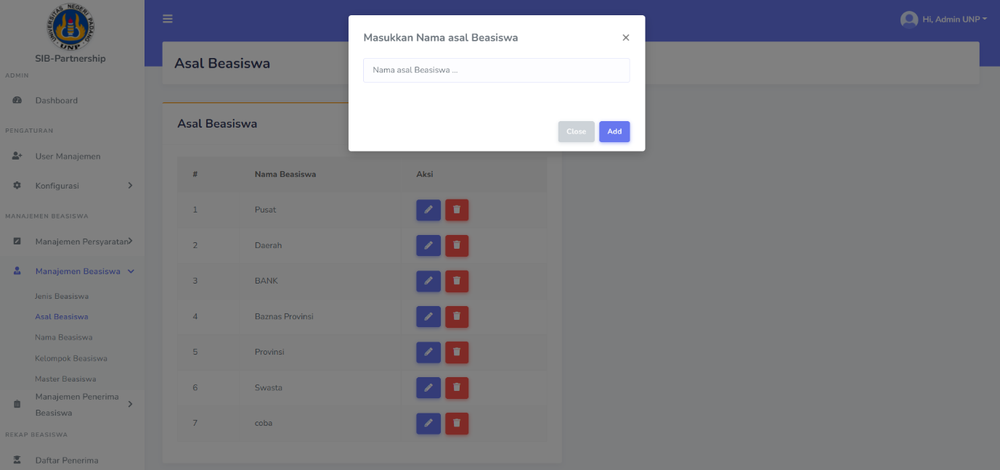 UNIVERSITAS NEGERI PADANG
UNP
SIB-Partnership
ADMIN
Dashboard
PENGATURAN
User Manajemen
Konfigurasi
MANAJEMEN BEASISWA
Manajemen Persyaratan
Manajemen Beasiswa
Jenis Beasiswa
Asal Beasiswa
Nama Beasiswa
Kelompok Beasiswa
Master Beasiswa
Manajemen Penerima
Beasiswa
REKAP BEASISWA
Daftar Penerima
Hi, Admin UNP
Asal Beasiswa
Masukkan Nama asal Beasiswa
Nama asal Beasiswa ...
Close Add
Asal Beasiswa
# Nama Beasiswa Aksi
1 Pusat
2 Daerah
3 BANK
4 Baznas Provinsi
5 Provinsi
6 Swasta
7 coba